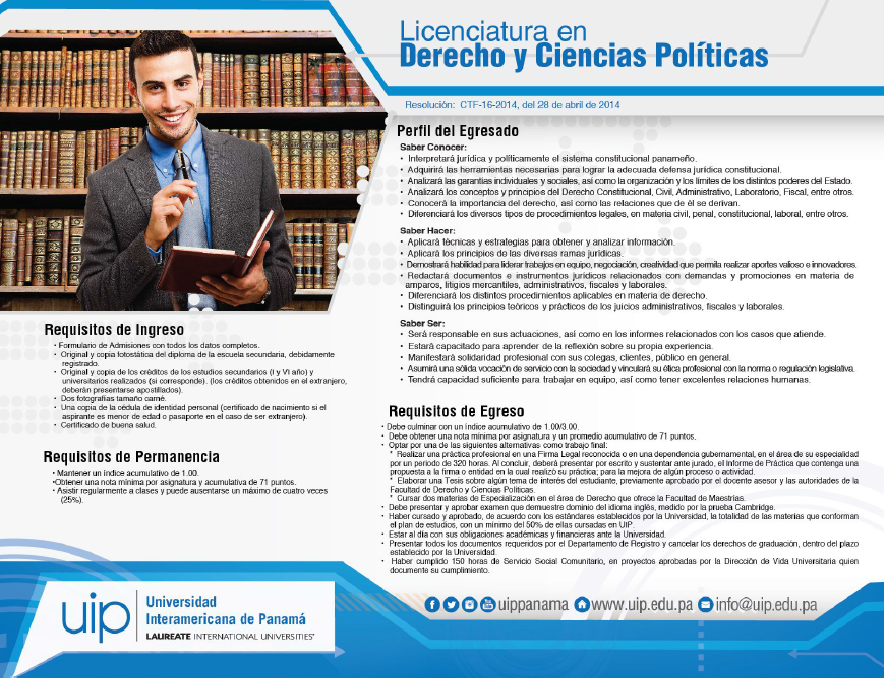 Licenciatura en
Derecho y Ciencias Políticas
Resolución: CTF-16-2014, del 28 de abril de 2014
Perfil del Egresado
Saber Conocer:
• Interpretará jurídica y políticamente el sistema constitucional panameño.
• Adquirirá las herramientas necesarias para lograr la adecuada defensa jurídica constitucional.
• Analizará las garantías individuales y sociales, así como la organización y los límites de los distintos poderes del Estado.
• Analizará los conceptos y principios del Derecho Constitucional, Civil, Administrativo, Laboratorio, Fiscal, entre otros.
• Conocerá la importancia del derecho, así como las relaciones que de él se derivan.
• Diferenciará los diversos tipos de procedimientos legales, en materia civil, penal, constitucional, laboral, entre otros.
Saber Hacer:
• Aplicará técnicas y estrategias para obtener y analizar información.
• Aplicará los principios de las diversas ramas jurídicas.
• Demostrará habilidad para liderar trabajos en equipo, negociación, creatividad que permita realizar aportes valioso e innovadores.
• Redactará documentos e instrumentos jurídicos relacionados con demandas y promociones en materia de
amparos, litigios mercantiles, administrativos, fiscales y laborales.
• Diferenciará los distintos procedimientos aplicables en materia de derecho.
• Distinguirá los principios teóricos y prácticos de los juicios administrativos, fiscales y laborales.
Saber Ser:
• Será responsable en sus actuaciones, así como en los informes relacionados con los casos que atiende.
• Estará capacitado para aprender de la reflexión sobre su propia experiencia.
• Manifestará solidaridad profesional con sus colegas, clientes, público en general.
• Asumirá una sólida vocación de servicio con la sociedad y vinculará su ética profesional con la norma o regulación legislativa.
• Tendrá capacidad suficiente para trabajar en equipo, así como tener excelentes relaciones humanas.
Requisitos de Ingreso
• Formulario de Admisiones con todos los datos completos.
• Original y copia fotostática del diploma de la escuela secundaria, debidamente
registrado.
• Original y copia de los créditos de los estudios secundarios (I y VI año) y
universitarios realizados (si corresponde). (los créditos obtenidos en el extranjero,
deberán presentarse apostillados).
• Dos fotografías tamaño carné.
• Una copia de la cédula de identidad personal (certificado de nacimiento si ell
aspirante es menor de edad o pasaporte en el caso de ser extranjero).
• Certificado de buena salud.
Requisitos de Permanencia
• Mantener un índice acumulativo de 1.00.
•Obtener una nota mínima por asignatura y acumulativa de 71 puntos.
• Asistir regularmente a clases y puede ausentarse un máximo de cuatro veces
(25%).
Requisitos de Egreso
• Debe culminar con un índice acumulativo de 1.00/3.00.
• Debe obtener una nota mínima por asignatura y un promedio acumulativo de 71 puntos.
• Optar por una de las siguientes alternativas como trabajo final:
* Realizar una práctica profesional en una Firma Legal reconocida o en una dependencia gubernamental, en el área de su especialidad
por un periodo de 320 horas. Al concluir, deberá presentar por escrito y sustentar ante jurado, el Informe de Práctica que contenga una
propuesta a la firma o entidad en la cual realizó su práctica; para la mejora de algún proceso o actividad.
* Elaborar una Tesis sobre algún tema de interés del estudiante, previamente aprobado por el docente asesor y las autoridades de la
Facultad de Derecho y Ciencias Políticas.
* Cursar dos materias de Especialización en el área de Derecho que ofrece la Facultad de Maestrías.
• Debe presentar y aprobar examen que demuestre dominio del idioma inglés, medido por la prueba Cambridge.
• Haber cursado y aprobado, de acuerdo con los estándares establecidos por la Universidad, la totalidad de las materias que conforman
el plan de estudios, con un mínimo del 50% de ellas cursadas en UIP.
• Estar al día con sus obligaciones académicas y financieras ante la Universidad.
• Presentar todos los documentos requeridos por el Departamento de Registro y cancelar los derechos de graduación, dentro del plazo
establecido por la Universidad.
• Haber cumplido 150 horas de Servicio Social Comunitario, en proyectos aprobadas por la Dirección de Vida Universitaria quien
documente su cumplimiento.
uip
Universidad
Interamericana de Panamá
LAUREATE INTERNATIONAL UNIVERSITIES®
uippanama www.uip.edu.pa info@uip.edu.pa